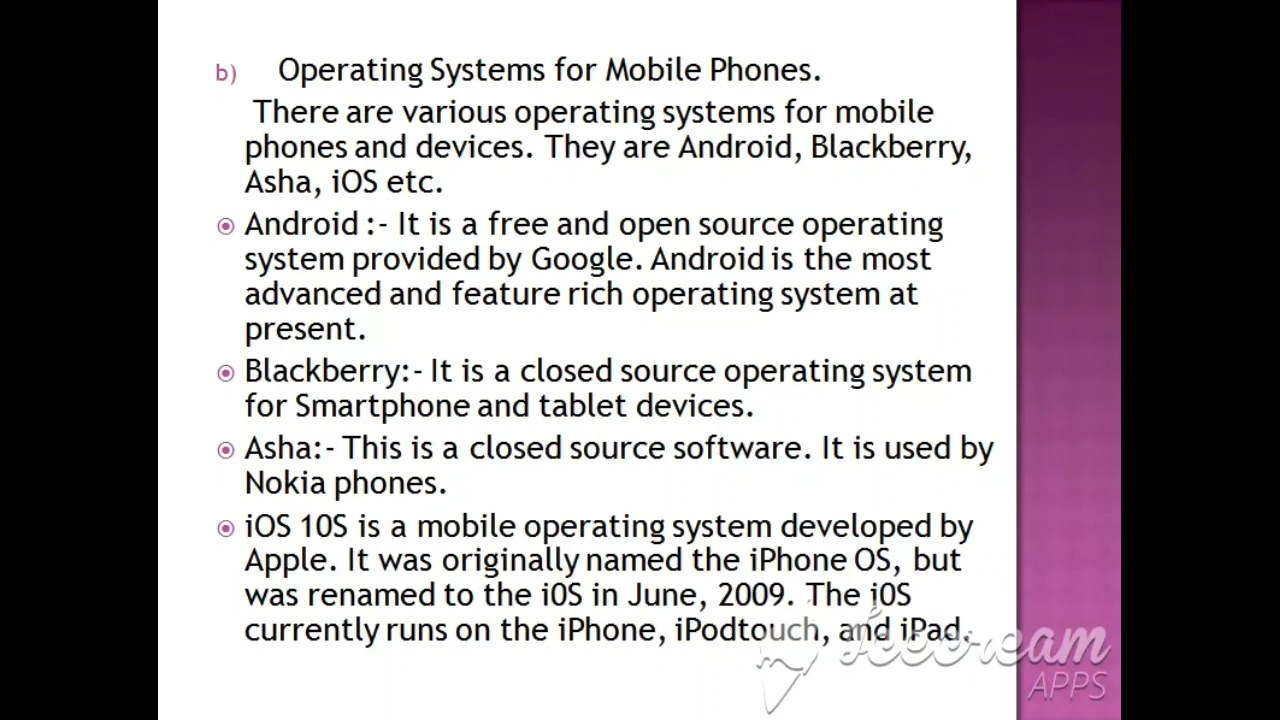 b) Operating Systems for Mobile Phones.
There are various operating systems for mobile
phones and devices. They are Android, Blackberry,
Asha, iOS etc.
Android :- It is a free and open source operating
system provided by Google. Android is the most
advanced and feature rich operating system at
present.
Blackberry:- It is a closed source operating system
for Smartphone and tablet devices.
Asha:- This is a closed source software. It is used by
Nokia phones.
iOS 10S is a mobile operating system developed by
Apple. It was originally named the iPhone OS, but
was renamed to the i0S in June, 2009. The i0S
currently runs on the iPhone, iPodtouch, and iPad.
Icecream
APPS